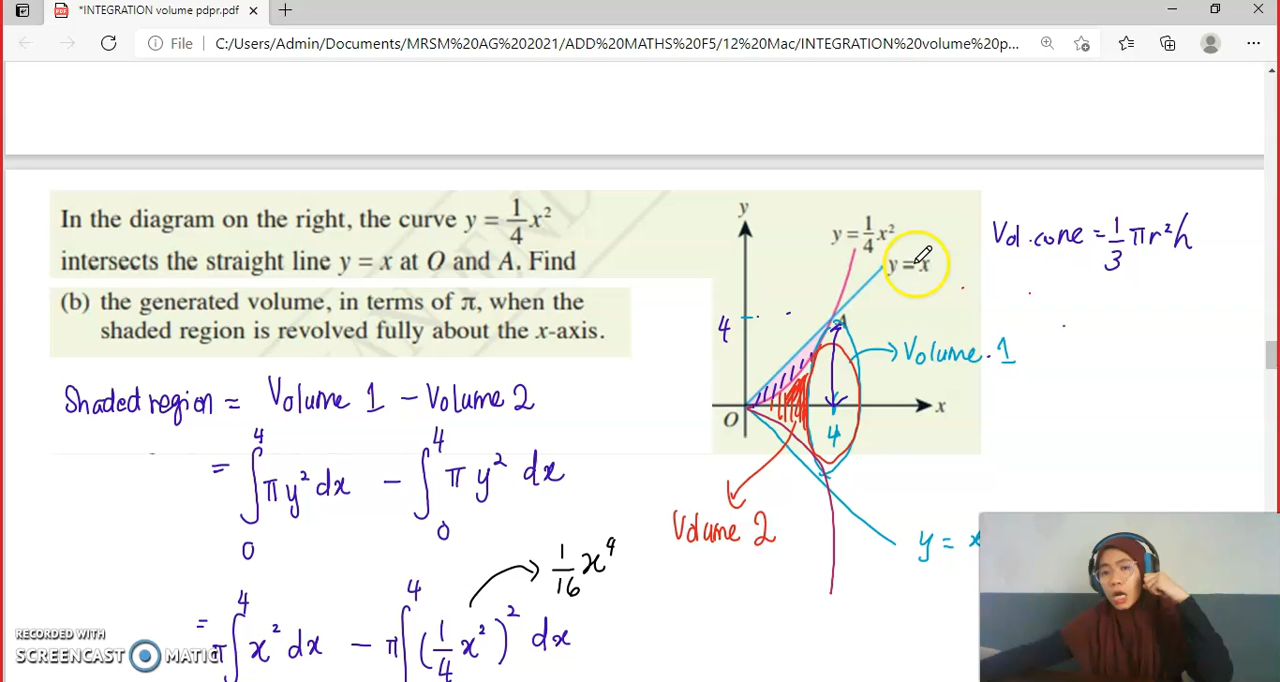 *INTEGRATION volume pdpr.pdf
File
C:/Users/Admin/Documents/MRSM%20AG%202021/ADD%20MATHS%20F5/12%20Mac/INTEGRATION%20volume%20p...
In the diagram on the right, the curve y = 1/4 x²
intersects the straight line y = x at O and A. Find
(b) the generated volume, in terms of π, when the
shaded region is revolved fully about the x-axis.
y
y = 1/4 x²
y = x
4
A
O
4
x
Volume 1
Volume 2
y = x
Vol. cone = 1/3 πr²h
Shaded region = Volume 1 - Volume 2
= ∫₀⁴ πy² dx - ∫₀⁴ πy² dx
1/16 x⁴
= π∫⁴ x² dx - π∫⁴ (1/4 x²)² dx
RECORDED WITH
SCREENCAST MATIC